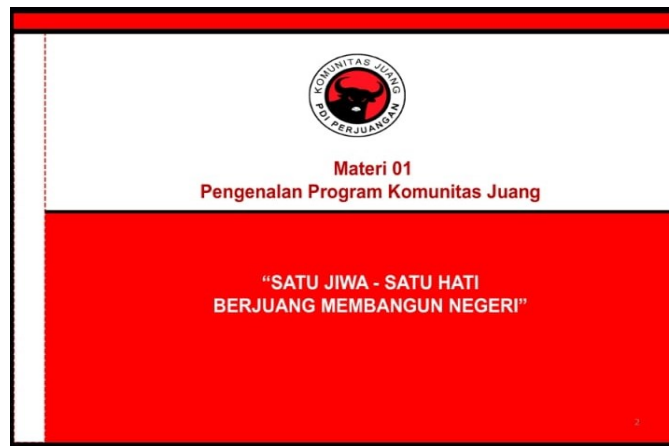 KOMUNITAS JUANG
PDI PERJUANGAN
Materi 01
Pengenalan Program Komunitas Juang
“SATU JIWA - SATU HATI
BERJUANG MEMBANGUN NEGERI”
2